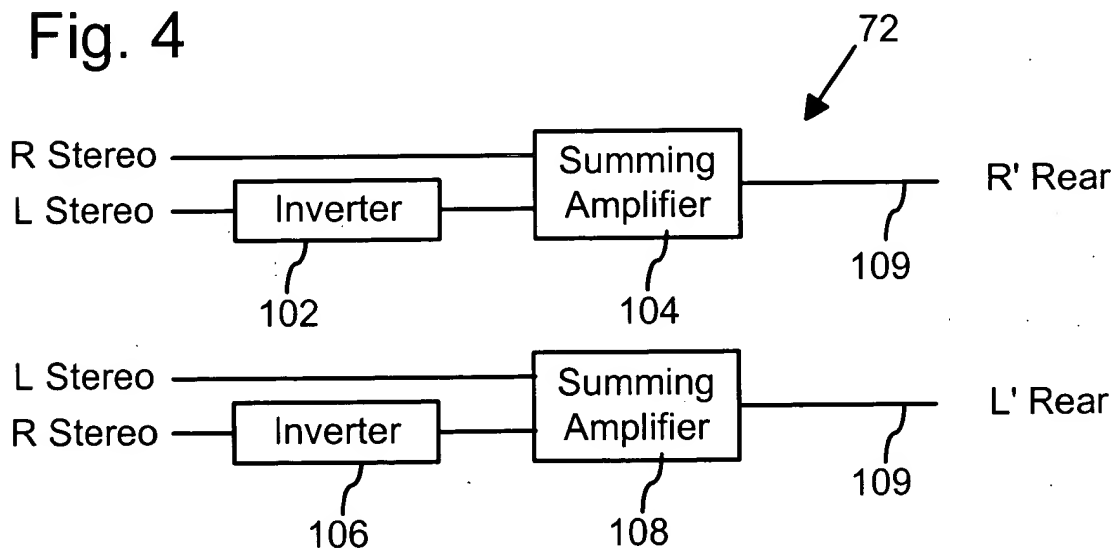 Fig. 4
72
R Stereo
L Stereo
Inverter
Summing
Amplifier
R' Rear
102
104
109
L Stereo
R Stereo
Inverter
Summing
Amplifier
L' Rear
106
108
109